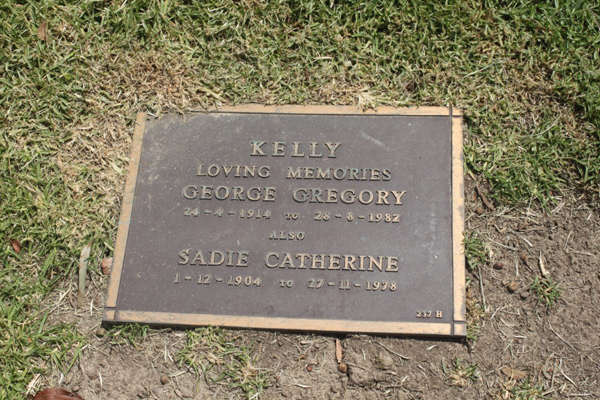 KELLY
LOVING MEMORIES
GEORGE GREGORY
24-4-1914 TO 28-8-1982
ALSO
SADIE CATHERINE
1-12-1904 TO 27-11-1978
237 H